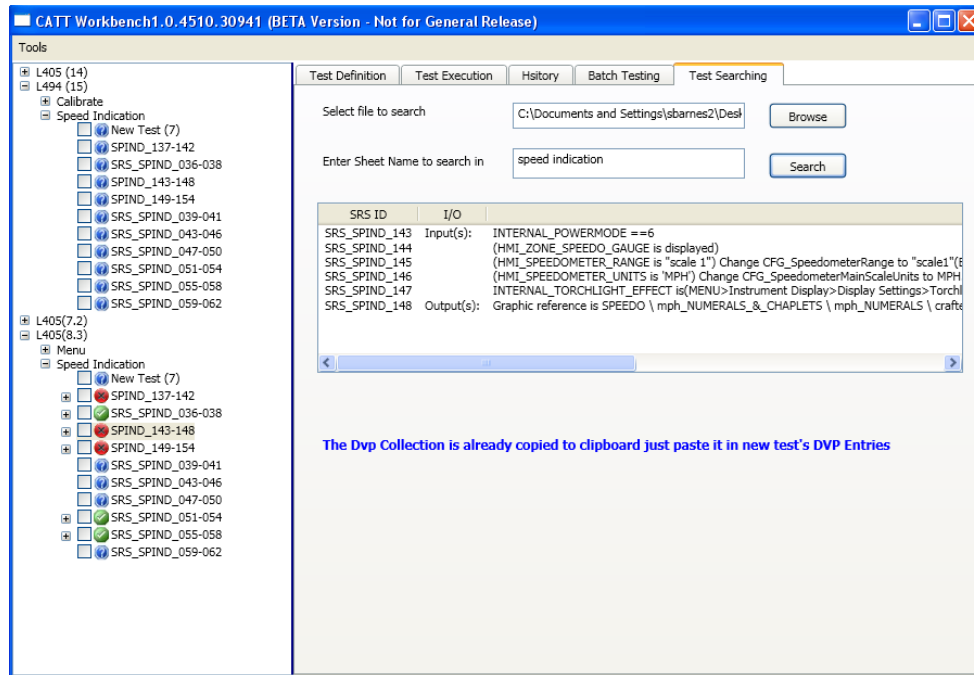 CATT Workbench1.0.4510.30941 (BETA Version - Not for General Release)
Tools
L405 (14)
L494 (15)
Calibrate
Speed Indication
New Test (7)
SPIND_137-142
SRS_SPIND_036-038
SPIND_143-148
SPIND_149-154
SRS_SPIND_039-041
SRS_SPIND_043-046
SRS_SPIND_047-050
SRS_SPIND_051-054
SRS_SPIND_055-058
SRS_SPIND_059-062
L405(7.2)
L405(8.3)
Menu
Speed Indication
New Test (7)
SPIND_137-142
SRS_SPIND_036-038
SPIND_143-148
SPIND_149-154
SRS_SPIND_039-041
SRS_SPIND_043-046
SRS_SPIND_047-050
SRS_SPIND_051-054
SRS_SPIND_055-058
SRS_SPIND_059-062
Test Definition Test Execution Hsitory Batch Testing Test Searching
Select file to search C:\Documents and Settings\sbarnes2\Desk Browse
Enter Sheet Name to search in speed indication Search
SRS ID I/O
SRS_SPIND_143 Input(s): INTERNAL_POWERMODE ==6
SRS_SPIND_144 (HMI_ZONE_SPEEDO_GAUGE is displayed)
SRS_SPIND_145 (HMI_SPEEDOMETER_RANGE is "scale 1") Change CFG_SpeedometerRange to "scale1"(E
SRS_SPIND_146 (HMI_SPEEDOMETER_UNITS is 'MPH') Change CFG_SpeedometerMainScaleUnits to MPH
SRS_SPIND_147 INTERNAL_TORCHLIGHT_EFFECT is(MENU>Instrument Display>Display Settings>Torchl
SRS_SPIND_148 Output(s): Graphic reference is SPEEDO \ mph_NUMERALS_&_CHAPLETS \ mph_NUMERALS \ crafte
The Dvp Collection is already copied to clipboard just paste it in new test's DVP Entries